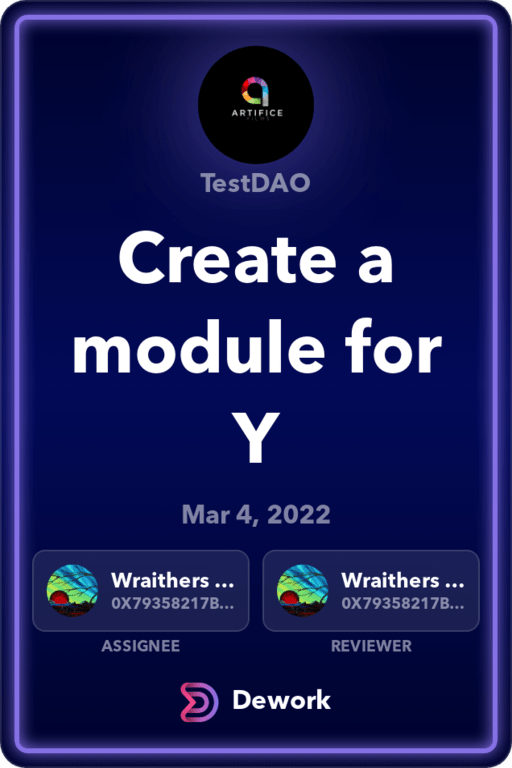 ARTIFICE
TestDAO
Create a
module for
Y
Mar 4, 2022
Wraithers ...
0X79358217B...
ASSIGNEE
Wraithers ...
0X79358217B...
REVIEWER
Dework